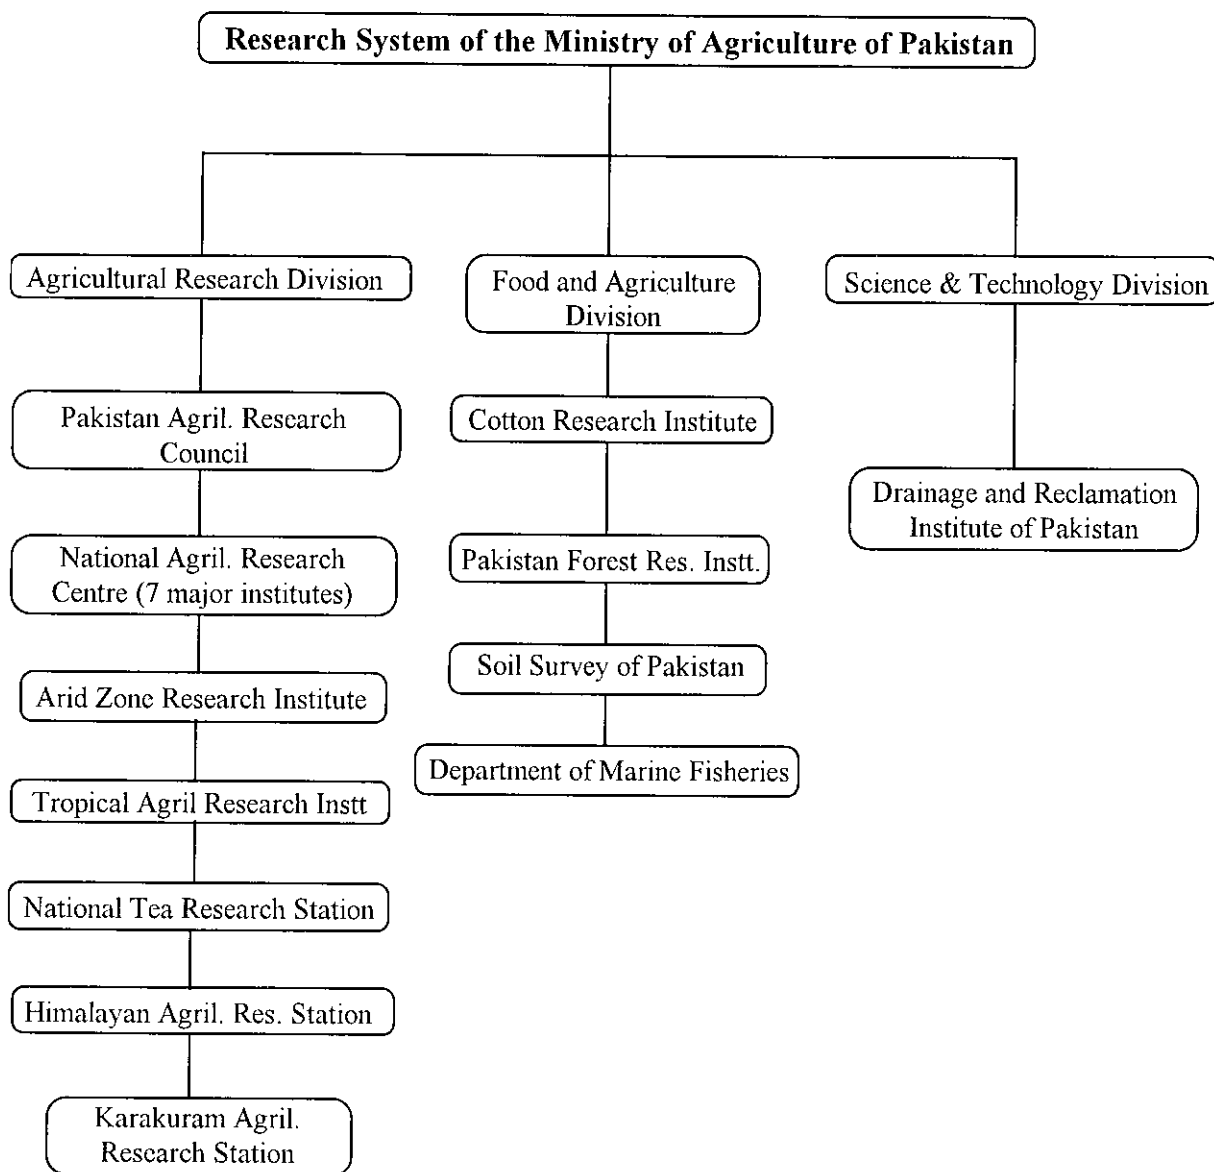 Research System of the Ministry of Agriculture of Pakistan
Agricultural Research Division
Pakistan Agril. Research
Council
National Agril. Research
Centre (7 major institutes)
Arid Zone Research Institute
Tropical Agril Research Instt
National Tea Research Station
Himalayan Agril. Res. Station
Karakuram Agril.
Research Station
Food and Agriculture
Division
Cotton Research Institute
Pakistan Forest Res. Instt.
Soil Survey of Pakistan
Department of Marine Fisheries
Science & Technology Division
Drainage and Reclamation
Institute of Pakistan